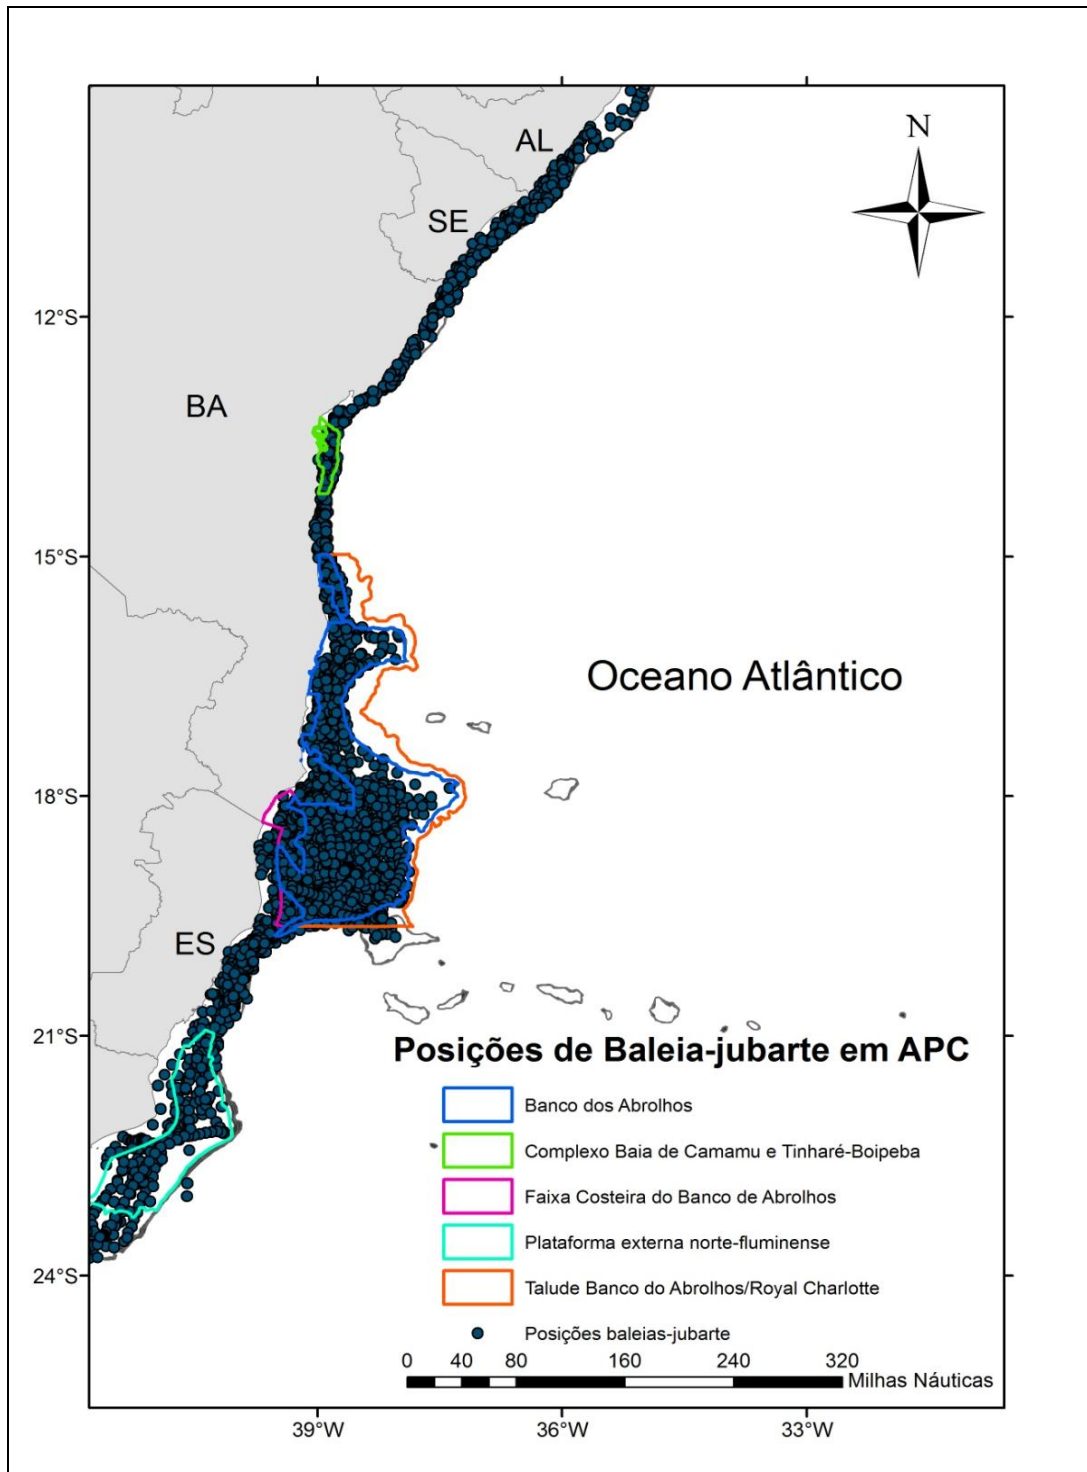 N
AL
SE
12°S
BA
15°S
Oceano Atlântico
18°S
ES
21°S
Posições de Baleia-jubarte em APC
Banco dos Abrolhos
Complexo Baia de Camamu e Tinharé-Boipeba
Faixa Costeira do Banco de Abrolhos
Plataforma externa norte-fluminense
24°S
Talude Banco do Abrolhos/Royal Charlotte
Posições baleias-jubarte
0 40 80 160 240 320
Milhas Náuticas
39°W 36°W 33°W